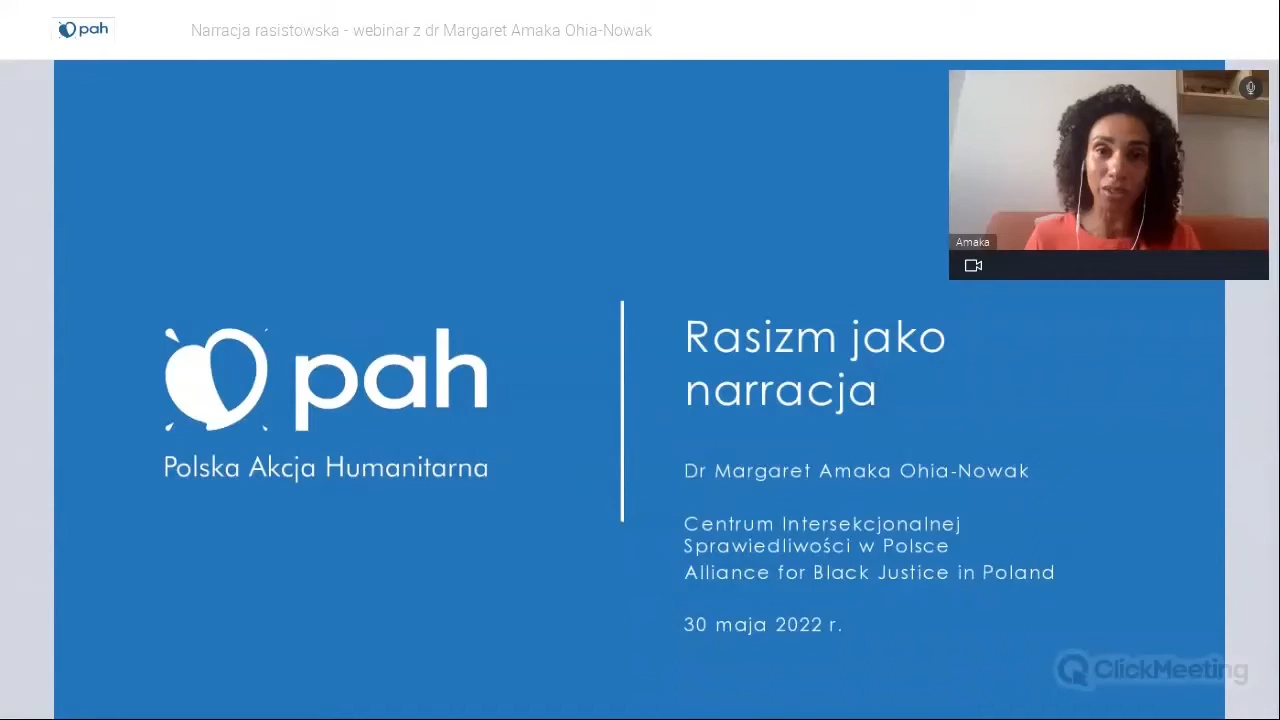 pah
Narracja rasistowska - webinar z dr Margaret Amaka Ohia-Nowak
Amaka
pah
Polska Akcja Humanitarna
Rasizm jako
narracja
Dr Margaret Amaka Ohia-Nowak
Centrum Intersekcjonalnej
Sprawiedliwości w Polsce
Alliance for Black Justice in Poland
30 maja 2022 r.
ClickMeeting